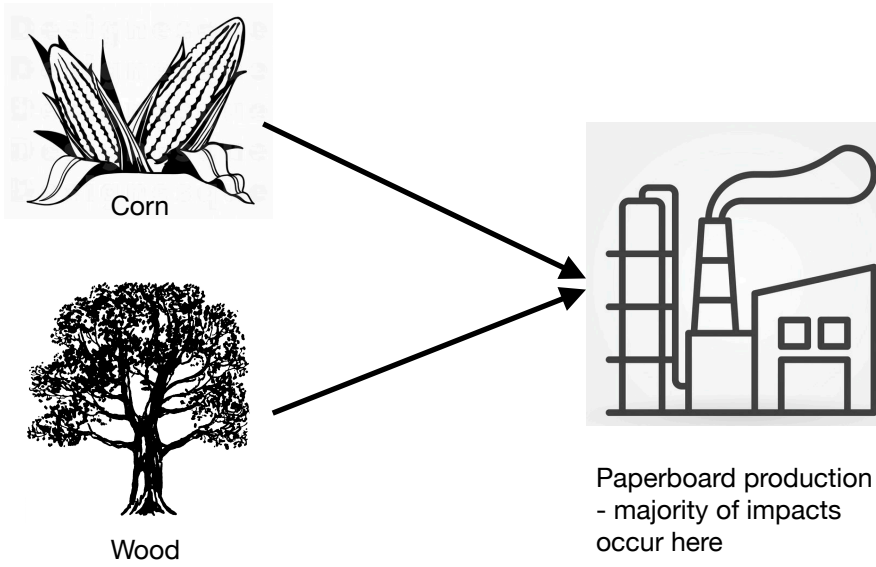 Corn
Wood
Paperboard production
- majority of impacts
occur here